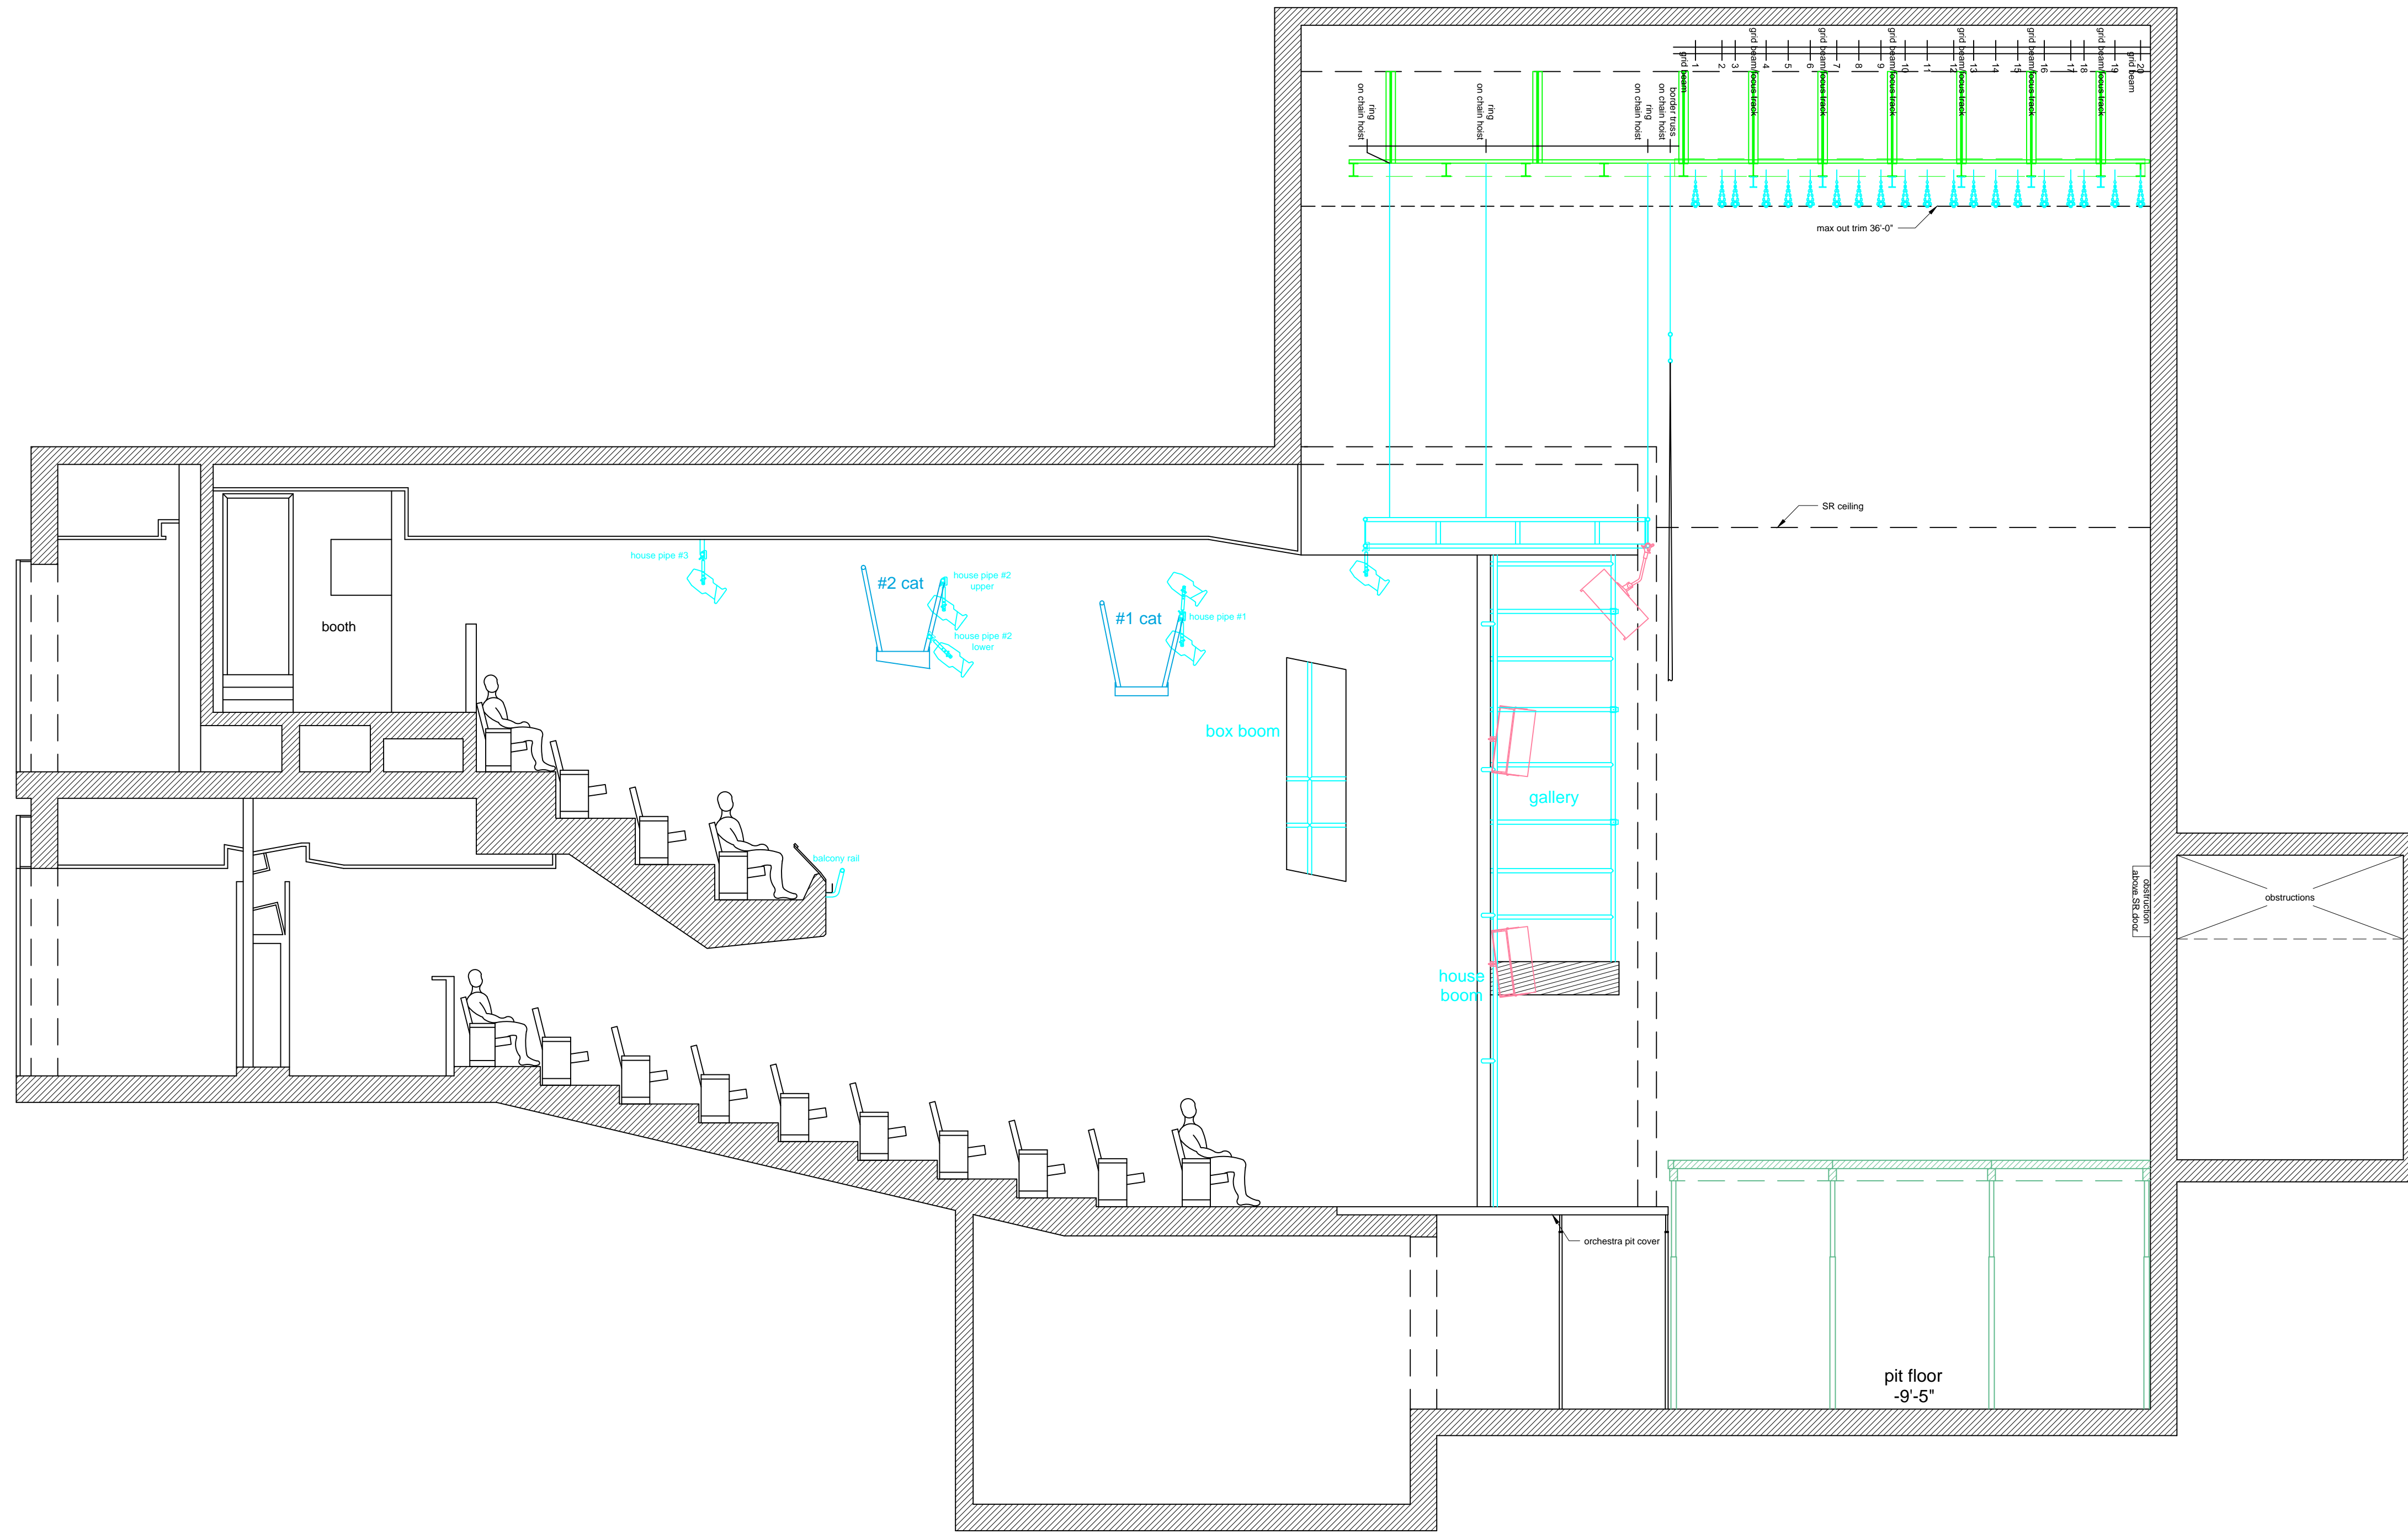 grid beam
1
2
3
grid beam/focus track
4
5
6
grid beam/focus track
7
8
9
grid beam/focus track
10
11
12
grid beam/focus track
13
14
15
grid beam/focus track
16
17
18
grid beam/focus track
19
20
grid beam
ring
on chain hoist
ring
on chain hoist
ring
on chain hoist
border truss
on chain hoist
max out trim 36'-0"
SR ceiling
house pipe #3
#2 cat
house pipe #2
upper
house pipe #2
lower
#1 cat
house pipe #1
booth
box boom
gallery
balcony rail
obstruction
above SR door
obstructions
house
boom
orchestra pit cover
pit floor
-9'-5"